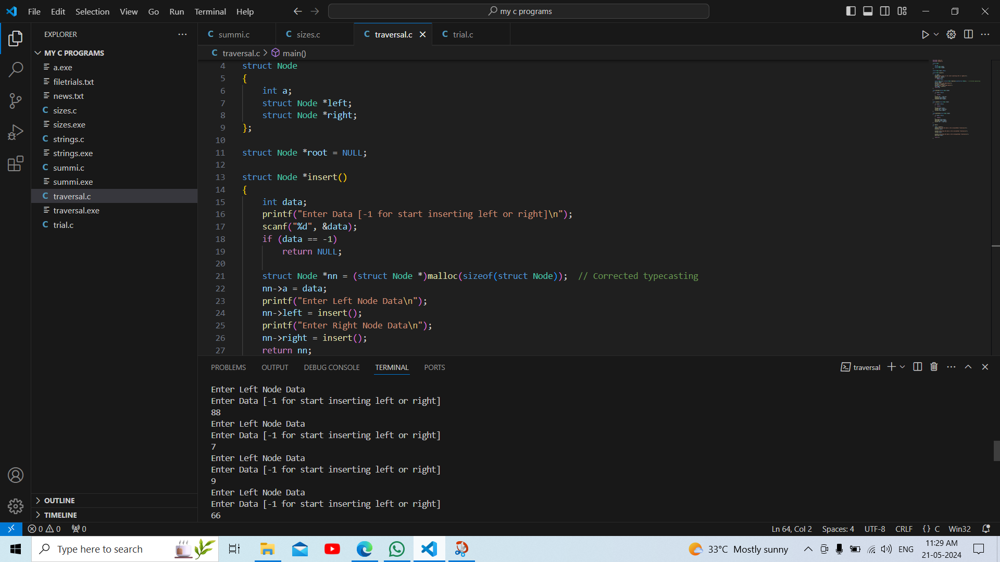 File Edit Selection View Go Run Terminal Help
my c programs
EXPLORER
MY C PROGRAMS
a.exe
filetrials.txt
news.txt
C sizes.c
sizes.exe
C strings.c
strings.exe
C summi.c
summi.exe
C traversal.c
traversal.exe
C trial.c
OUTLINE
TIMELINE
C summi.c C sizes.c C traversal.c C trial.c
C traversal.c > main()
4 struct Node
5 {
6 int a;
7 struct Node *left;
8 struct Node *right;
9 };
10
11 struct Node *root = NULL;
12
13 struct Node *insert()
14 {
15 int data;
16 printf("Enter Data [-1 for start inserting left or right]\n");
17 scanf("%d", &data);
18 if (data == -1)
19 return NULL;
20
21 struct Node *nn = (struct Node *)malloc(sizeof(struct Node)); // Corrected typecasting
22 nn->a = data;
23 printf("Enter Left Node Data\n");
24 nn->left = insert();
25 printf("Enter Right Node Data\n");
26 nn->right = insert();
27 return nn;
PROBLEMS OUTPUT DEBUG CONSOLE TERMINAL PORTS
traversal
Enter Left Node Data
Enter Data [-1 for start inserting left or right]
88
Enter Left Node Data
Enter Data [-1 for start inserting left or right]
7
Enter Left Node Data
Enter Data [-1 for start inserting left or right]
9
Enter Left Node Data
Enter Data [-1 for start inserting left or right]
66
0 0 0
Ln 64, Col 2 Spaces: 4 UTF-8 CRLF {} C Win32
Type here to search
33°C Mostly sunny
ENG
11:29 AM
21-05-2024